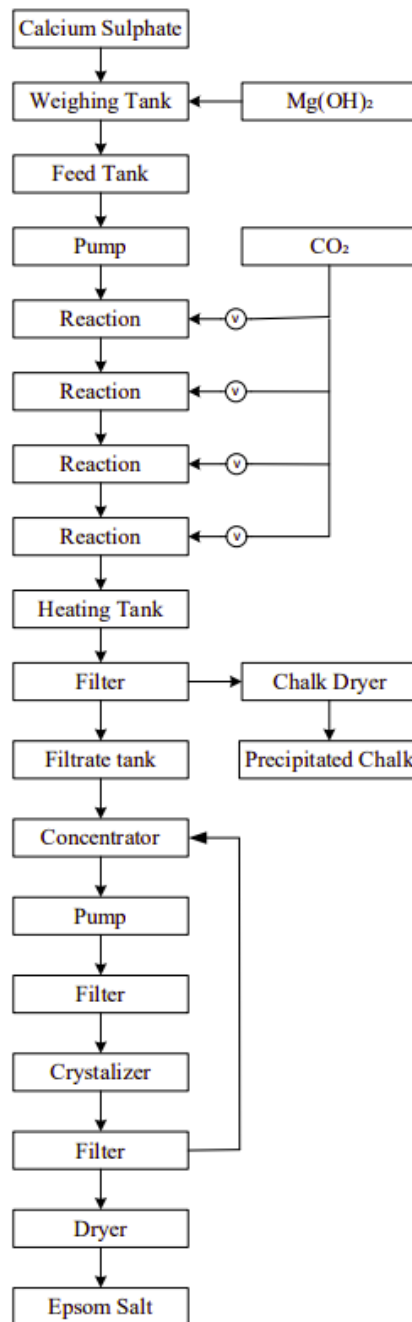 Calcium Sulphate
Weighing Tank
Mg(OH)₂
Feed Tank
Pump
CO₂
Reaction
v
Reaction
v
Reaction
v
Reaction
v
Heating Tank
Filter
Chalk Dryer
Filtrate tank
Precipitated Chalk
Concentrator
Pump
Filter
Crystalizer
Filter
Dryer
Epsom Salt